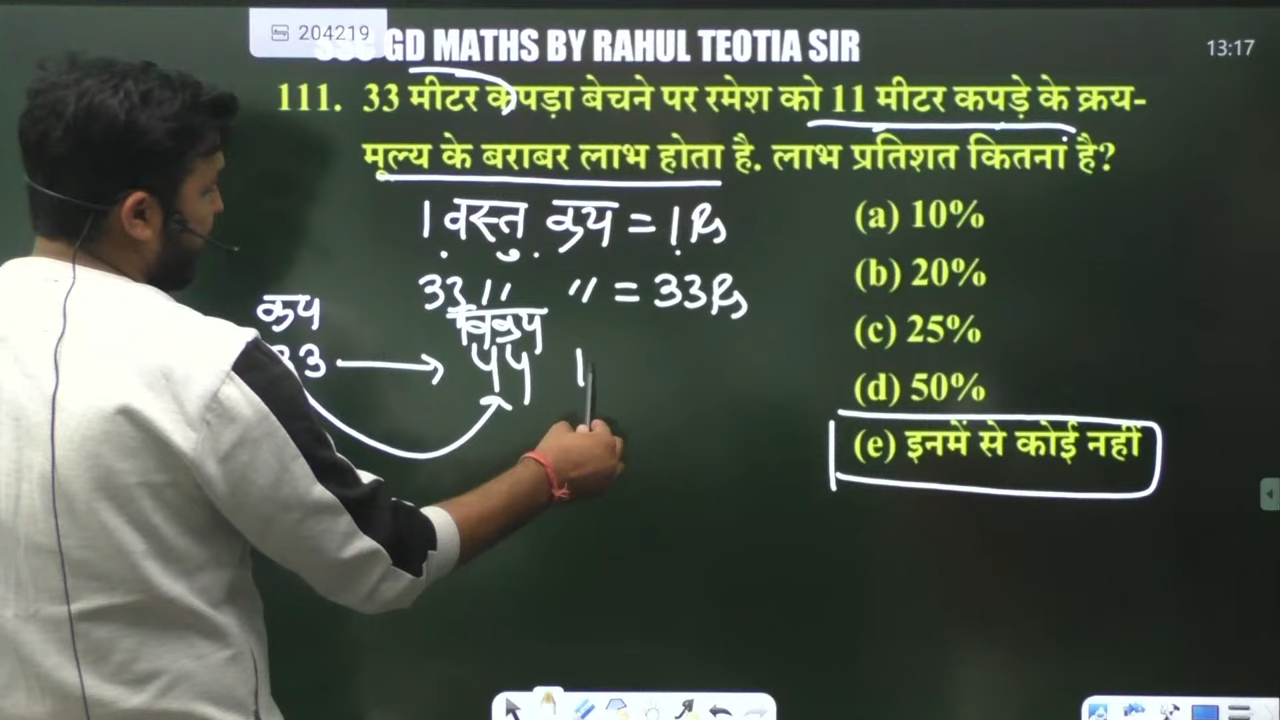 204219
SSC GD MATHS BY RAHUL TEOTIA SIR
13:17
111. 33 मीटर कपड़ा बेचने पर रमेश को 11 मीटर कपड़े के क्रय-
मूल्य के बराबर लाभ होता है. लाभ प्रतिशत कितनां है?
(a) 10%
(b) 20%
(c) 25%
(d) 50%
(e) इनमें से कोई नहीं
1 वस्तु क्रय = 1 Rs
33 " " = 33 Rs
क्रय विक्रय
33 → 44 1